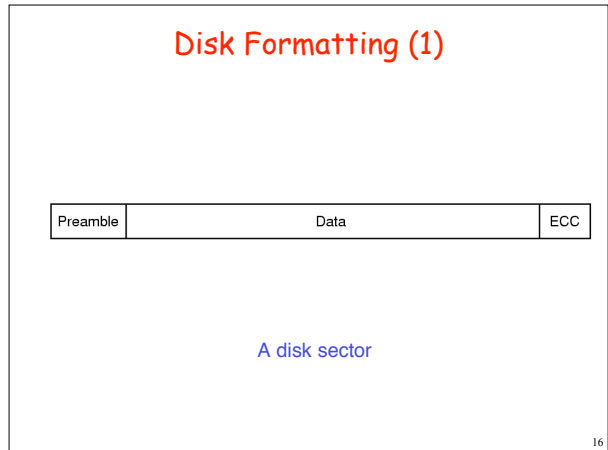 Disk Formatting (1)
Preamble Data ECC
A disk sector
16